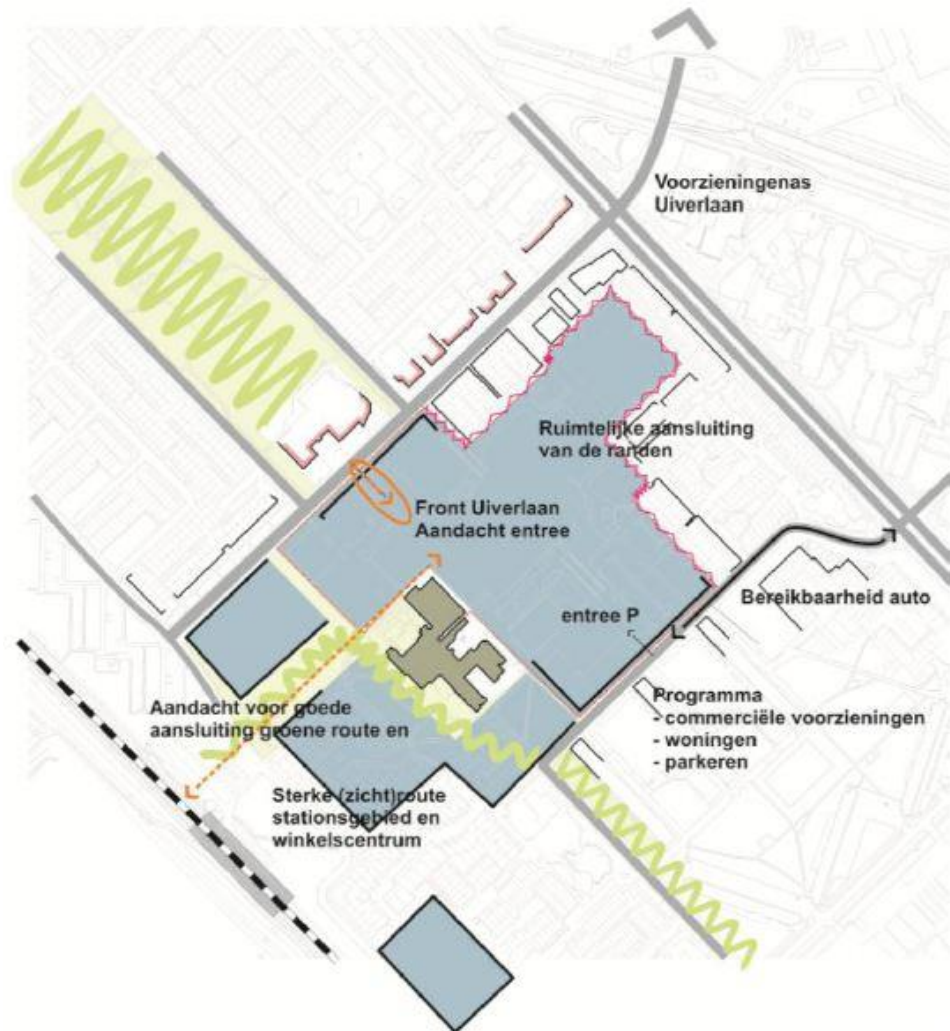 Voorzieningenas
Uiverlaan
Ruimtelijke aansluiting
van de randen
Front Uiverlaan
Aandacht entree
entree P
Bereikbaarheid auto
Programma
- commerciële voorzieningen
- woningen
- parkeren
Aandacht voor goede
aansluiting groene route en
Sterke (zicht)route
stationsgebied en
winkelscentrum